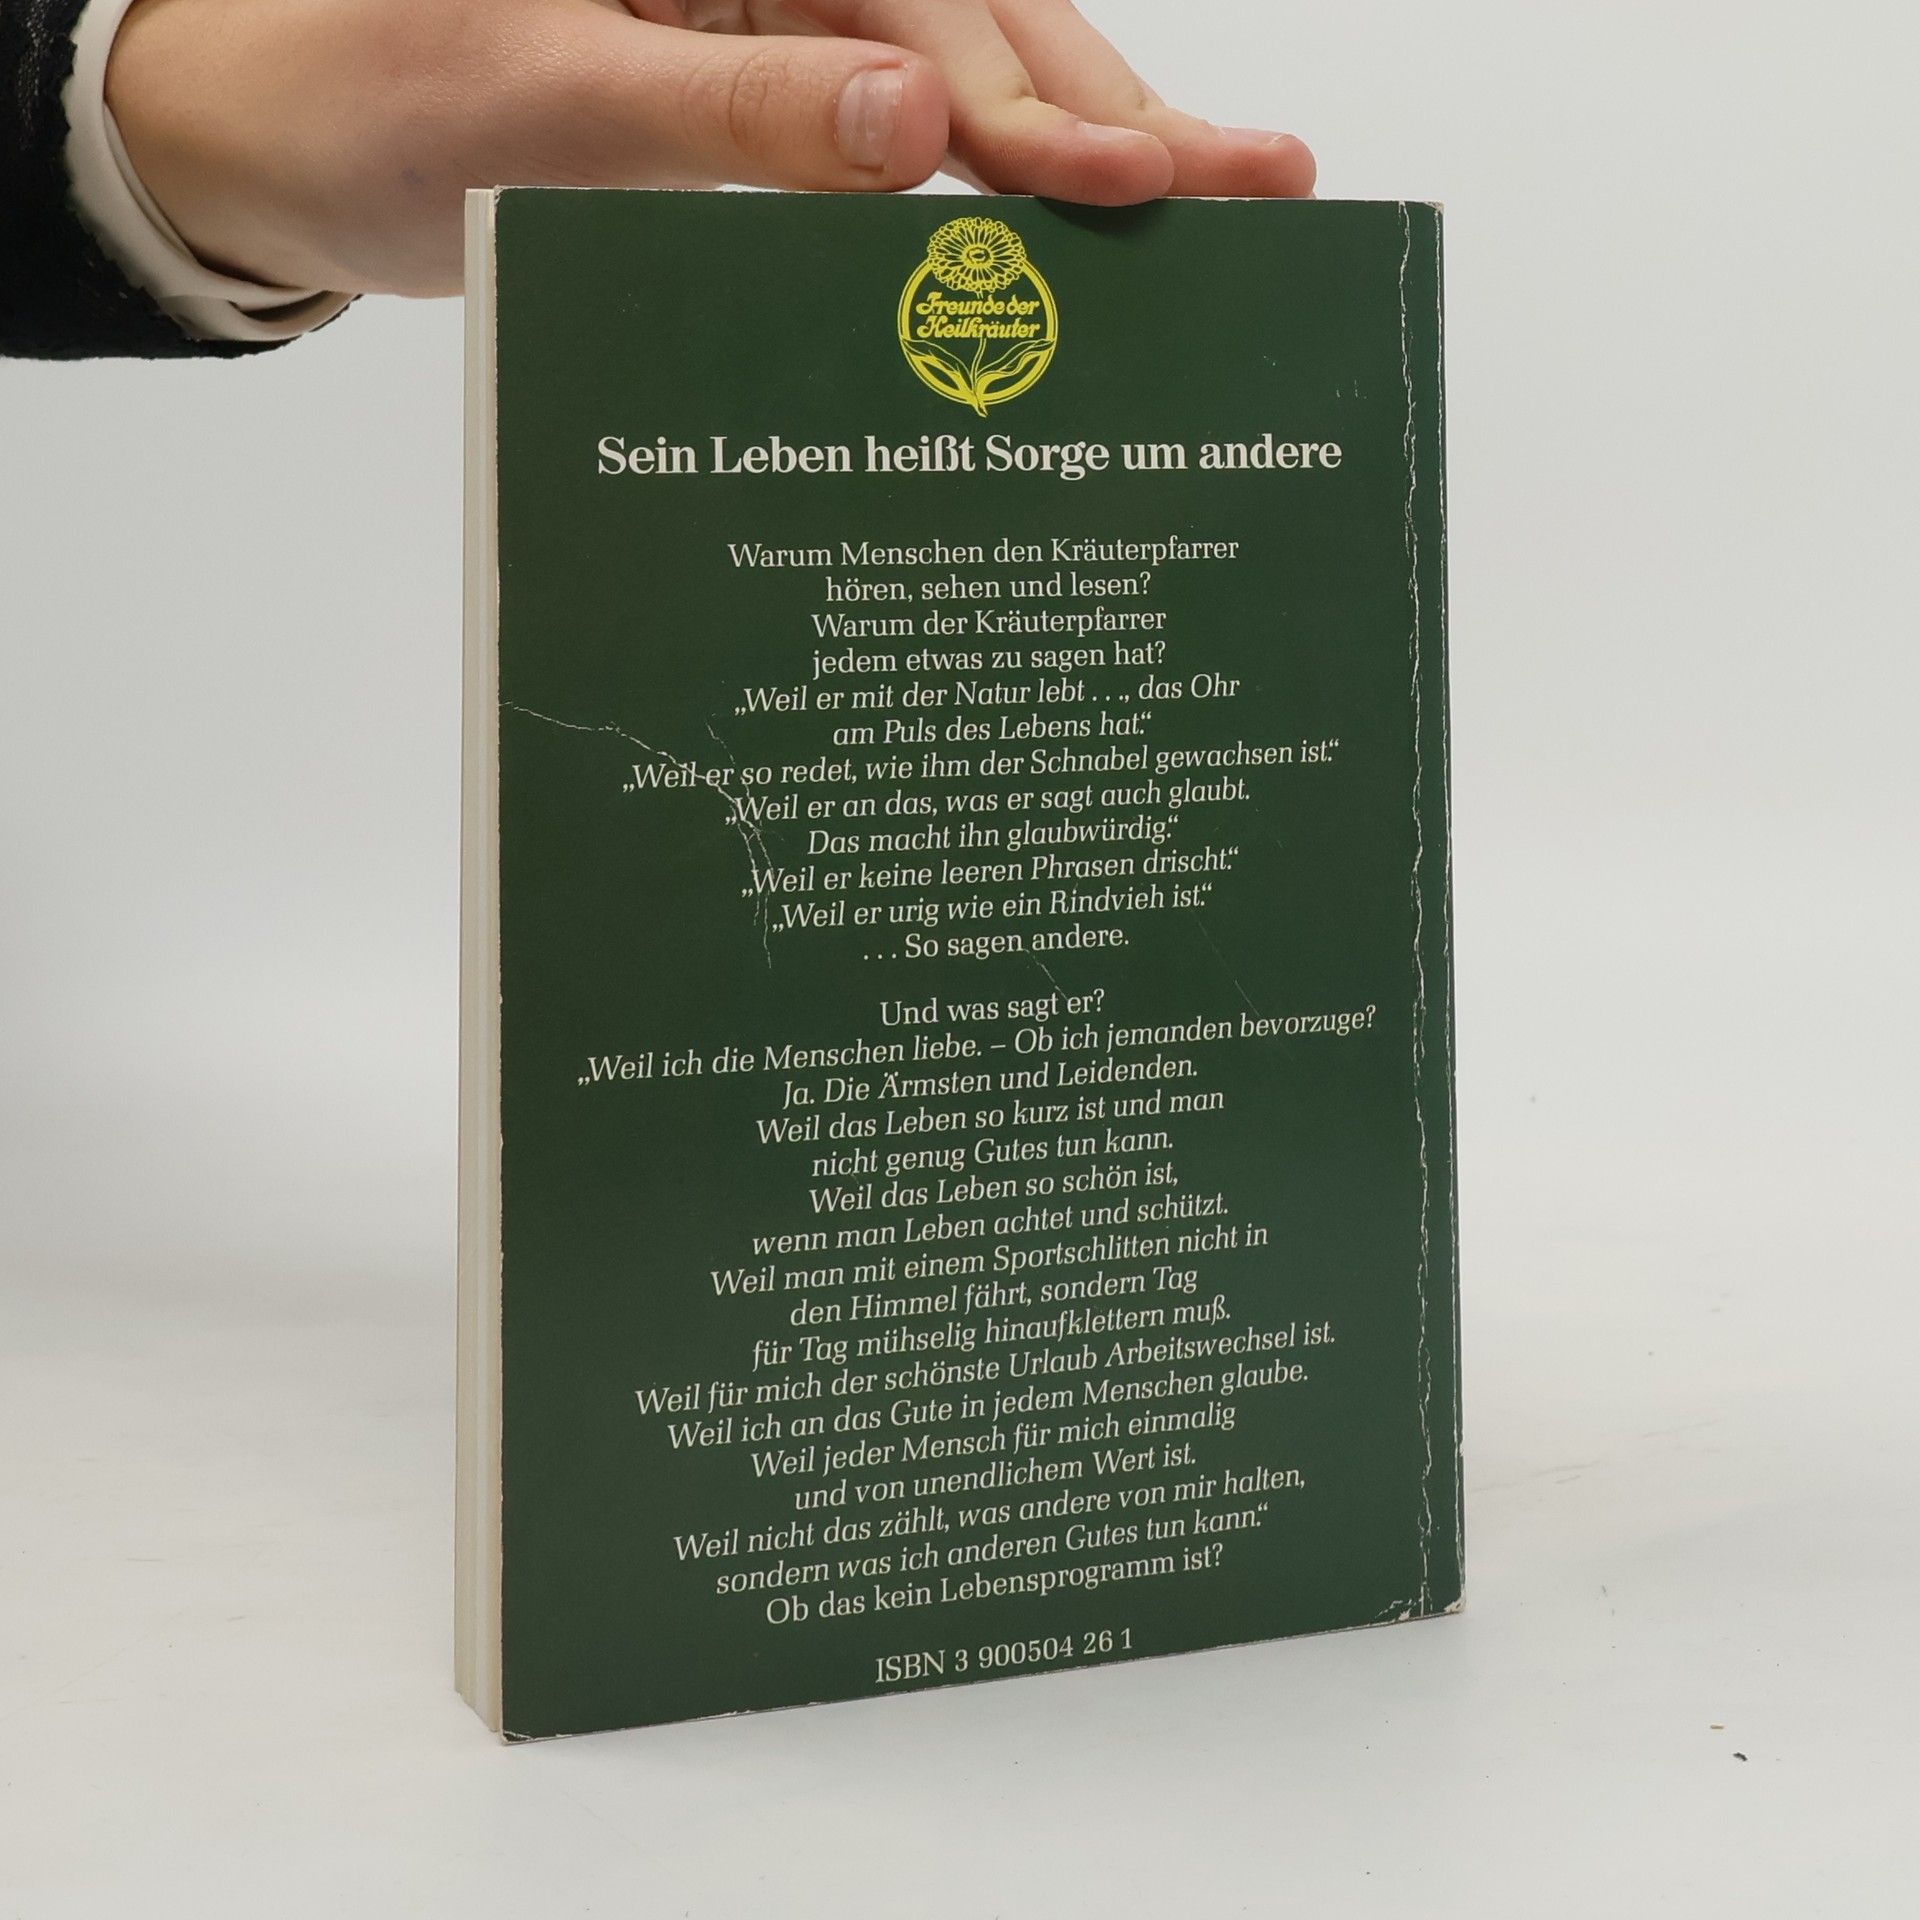 Freunde der
Heilkräuter
Sein Leben heißt Sorge um andere
Warum Menschen den Kräuterpfarrer
hören, sehen und lesen?
Warum der Kräuterpfarrer
jedem etwas zu sagen hat?
„Weil er mit der Natur lebt . . ., das Ohr
am Puls des Lebens hat.“
„Weil er so redet, wie ihm der Schnabel gewachsen ist.“
„Weil er an das, was er sagt auch glaubt.
Das macht ihn glaubwürdig.“
„Weil er keine leeren Phrasen drischt.“
„Weil er urig wie ein Rindvieh ist.“
. . . So sagen andere.
Und was sagt er?
„Weil ich die Menschen liebe. – Ob ich jemanden bevorzuge?
Ja. Die Ärmsten und Leidenden.
Weil das Leben so kurz ist und man
nicht genug Gutes tun kann.
Weil das Leben so schön ist,
wenn man Leben achtet und schützt.
Weil man mit einem Sportschlitten nicht in
den Himmel fährt, sondern Tag
für Tag mühselig hinaufklettern muß.
Weil für mich der schönste Urlaub Arbeitswechsel ist.
Weil ich an das Gute in jedem Menschen glaube.
Weil jeder Mensch für mich einmalig
und von unendlichem Wert ist.
Weil nicht das zählt, was andere von mir halten,
sondern was ich anderen Gutes tun kann.“
Ob das kein Lebensprogramm ist?
ISBN 3 900504 26 1